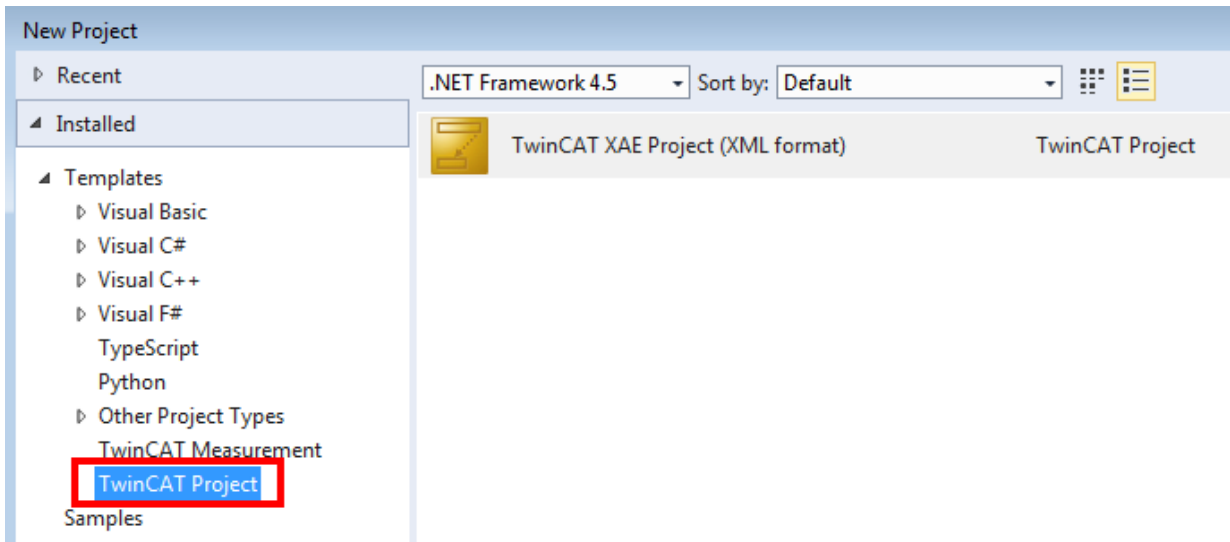 New Project
Recent
Installed
Templates
Visual Basic
Visual C#
Visual C++
Visual F#
TypeScript
Python
Other Project Types
TwinCAT Measurement
TwinCAT Project
Samples
.NET Framework 4.5 Sort by: Default
TwinCAT XAE Project (XML format) TwinCAT Project